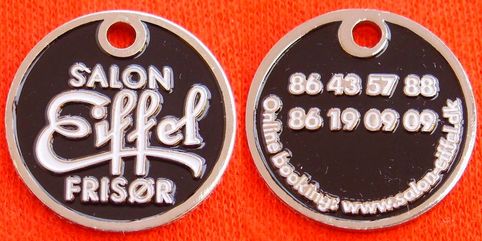 SALON
Eiffel
FRISØR
86 43 57 88
86 19 09 09
Online booking: www.salon-eiffel.dk